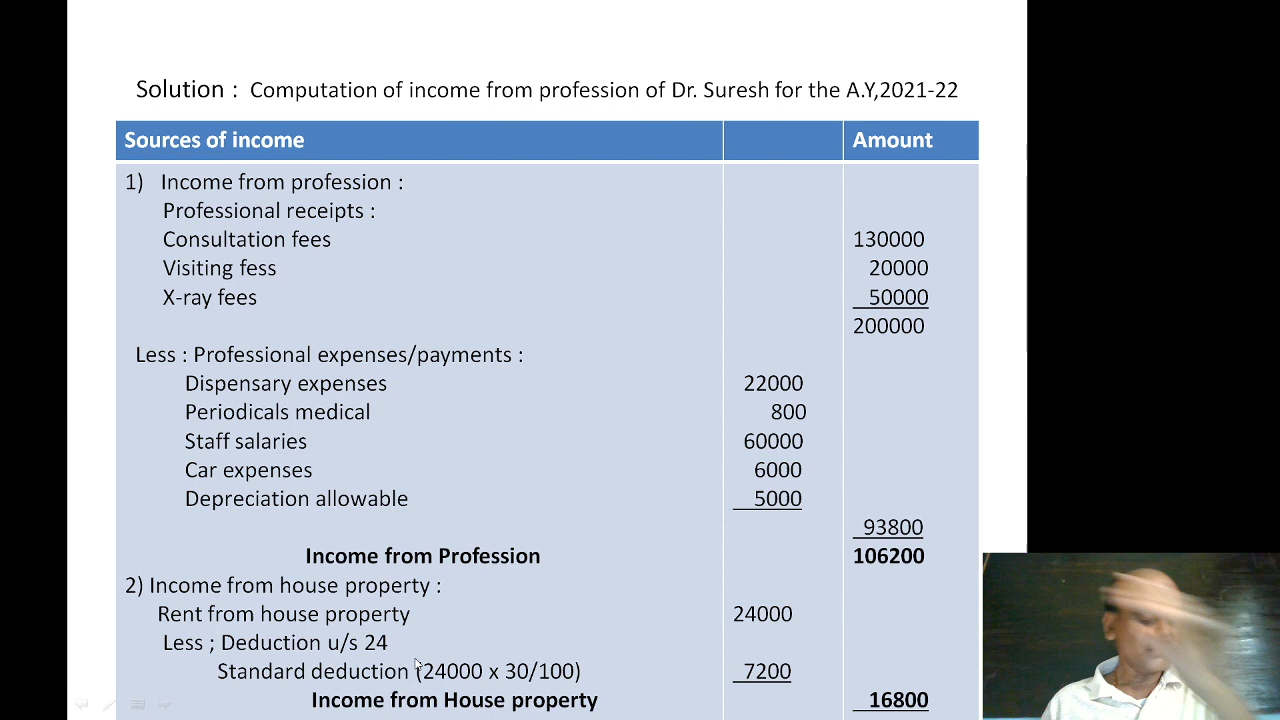 Solution : Computation of income from profession of Dr. Suresh for the A.Y,2021-22
Sources of income Amount
1) Income from profession :
Professional receipts :
Consultation fees 130000
Visiting fess 20000
X-ray fees 50000
200000
Less : Professional expenses/payments :
Dispensary expenses 22000
Periodicals medical 800
Staff salaries 60000
Car expenses 6000
Depreciation allowable 5000
93800
Income from Profession 106200
2) Income from house property :
Rent from house property 24000
Less ; Deduction u/s 24
Standard deduction (24000 x 30/100) 7200
Income from House property 16800